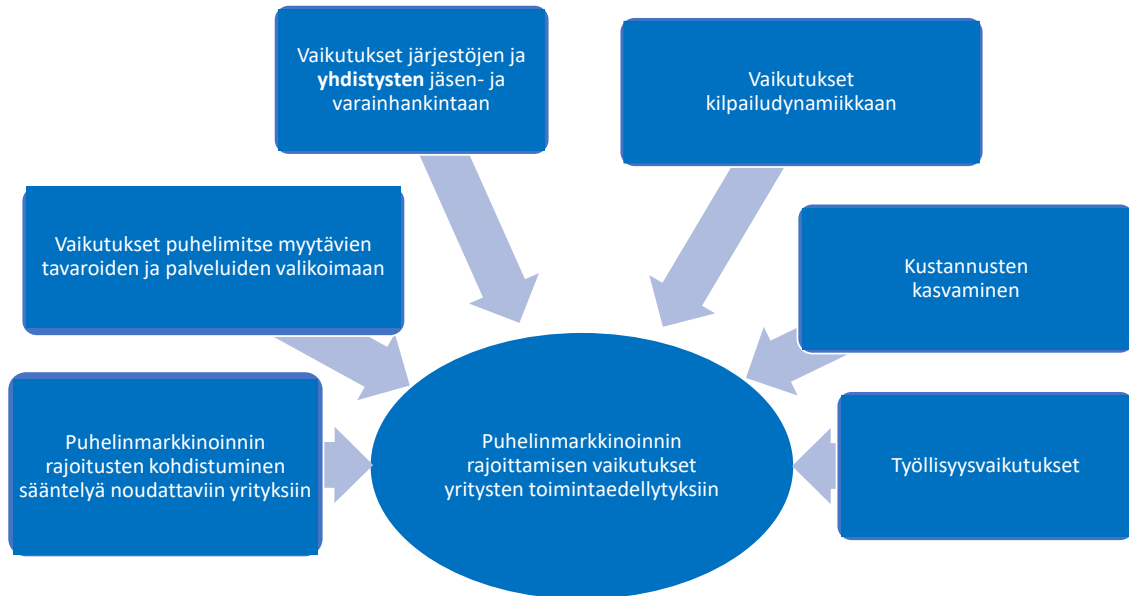 Vaikutukset järjestöjen ja
yhdistysten jäsen- ja
varainhankintaan
Vaikutukset
kilpailudynamiikkaan
Vaikutukset puhelimitse myytävien
tavaroiden ja palveluiden valikoimaan
Kustannusten
kasvaminen
Puhelinmarkkinoinnin
rajoitusten kohdistuminen
sääntelyä noudattaviin yrityksiin
Puhelinmarkkinoinnin
rajoittamisen vaikutukset
yritysten toimintaedellytyksiin
Työllisyysvaikutukset